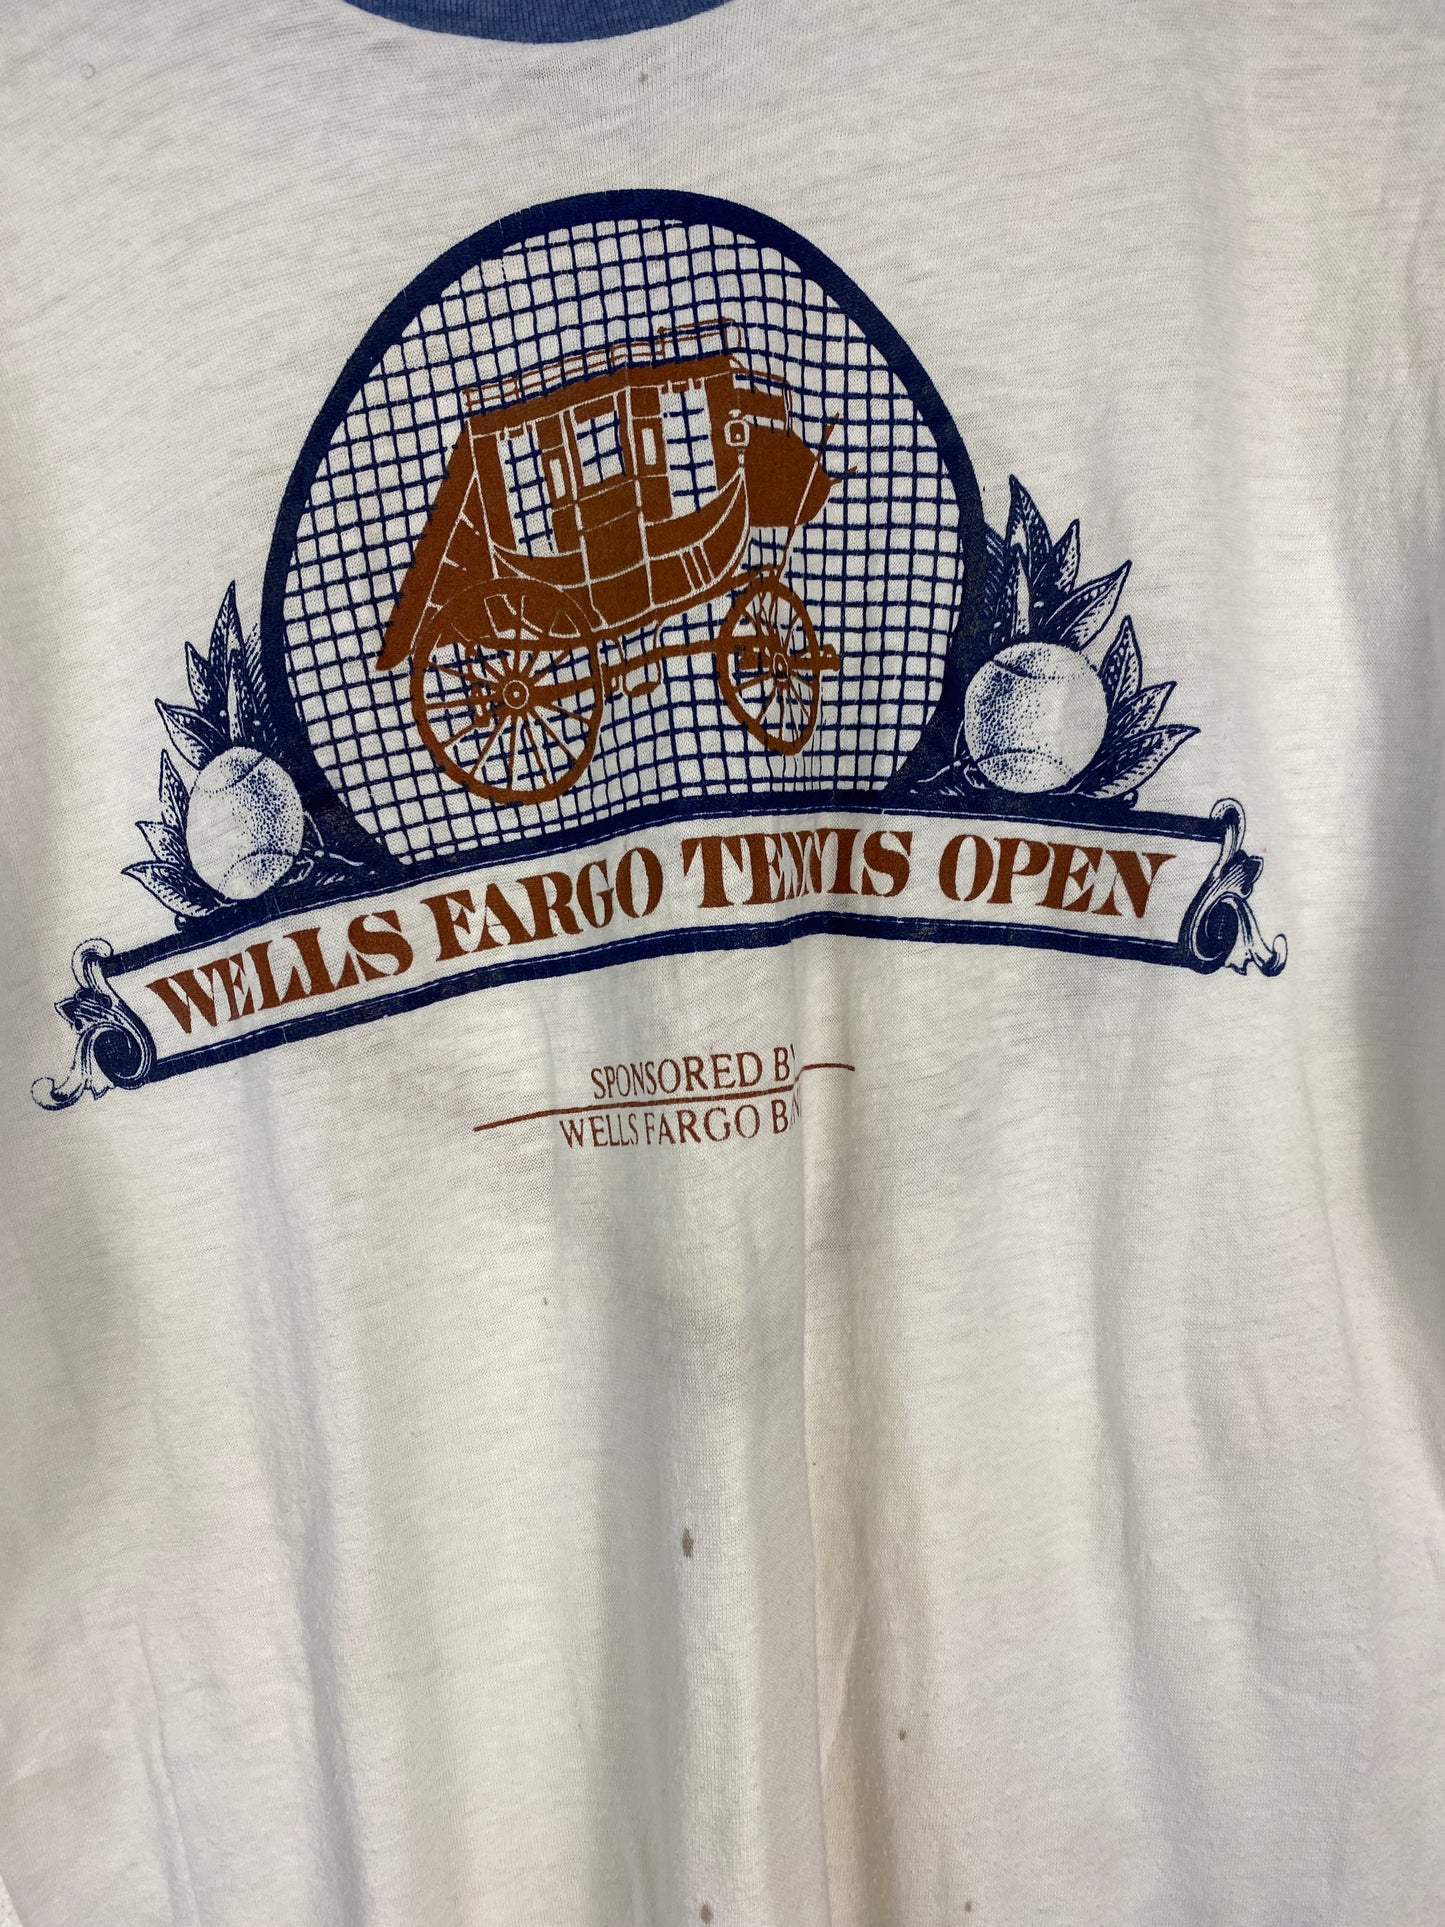 WELLS FARGO TENNIS OPEN
SPONSORED BY
WELLS FARGO